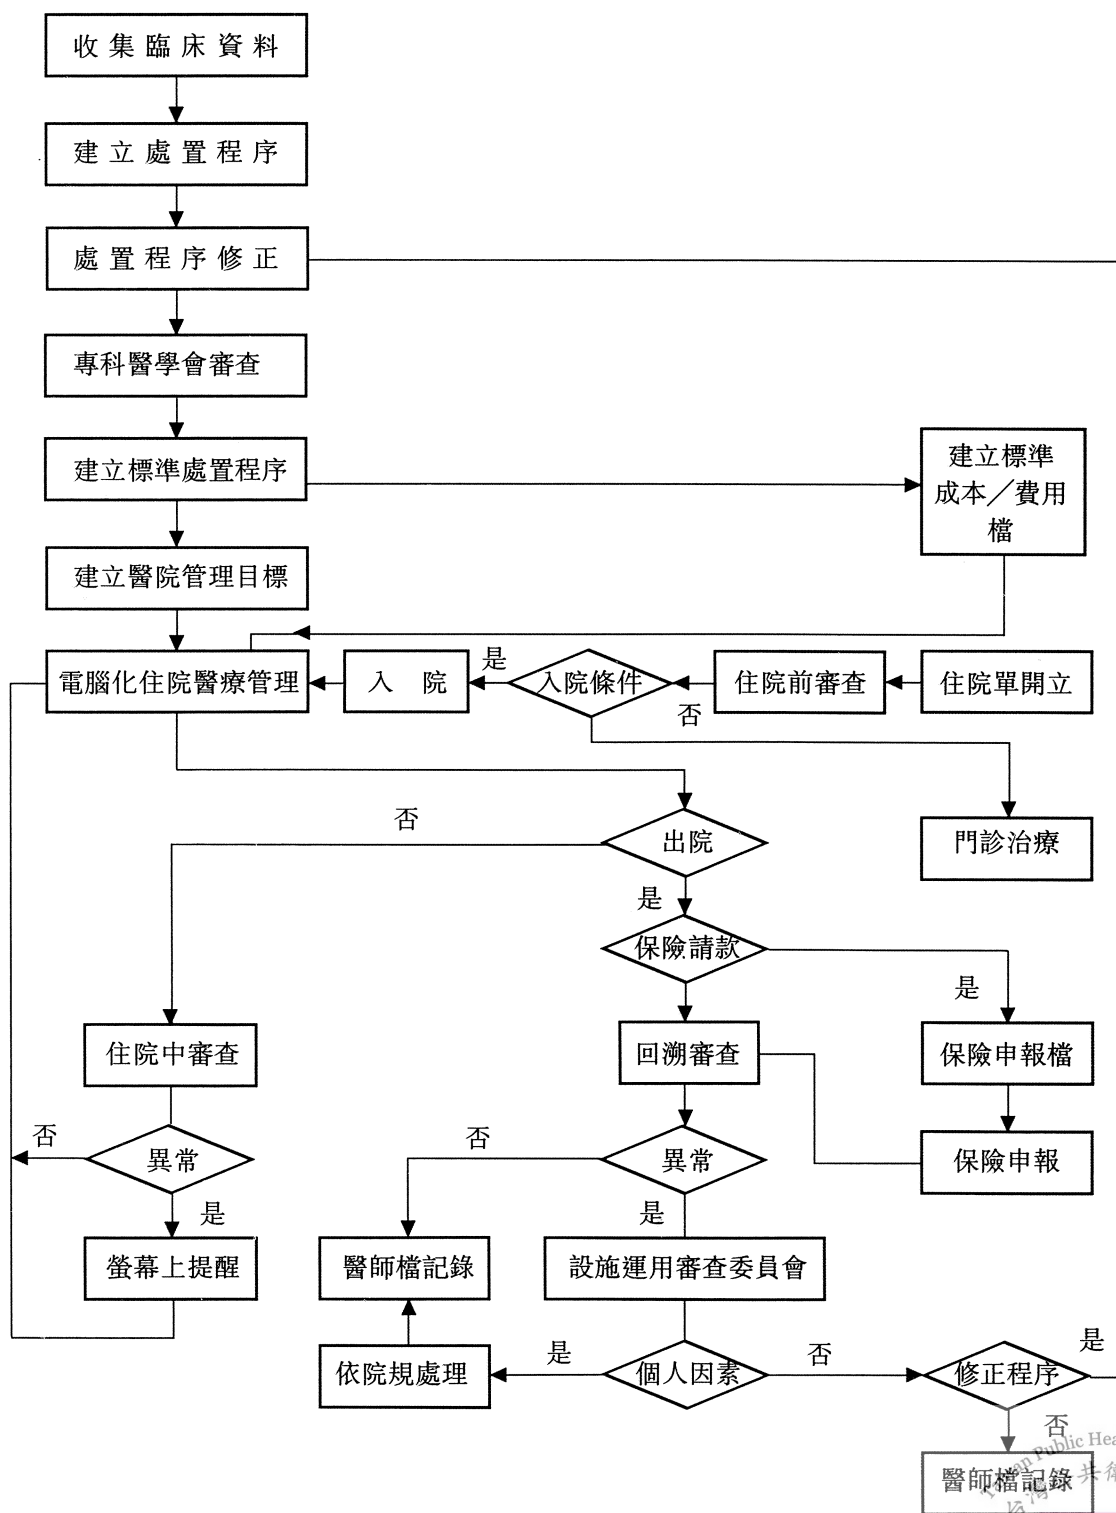 收集臨床資料
建立處置程序
處置程序修正
專科醫學會審查
建立標準處置程序
建立標準
成本／費用
檔
建立醫院管理目標
電腦化住院醫療管理
入 院
是
入院條件
住院前審查
住院單開立
否
否
出院
門診治療
是
保險請款
是
住院中審查
回溯審查
保險申報檔
否
異常
否
異常
保險申報
是
是
螢幕上提醒
醫師檔記錄
設施運用審查委員會
依院規處理
是
個人因素
否
修正程序
是
否
醫師檔記錄
Public Hea